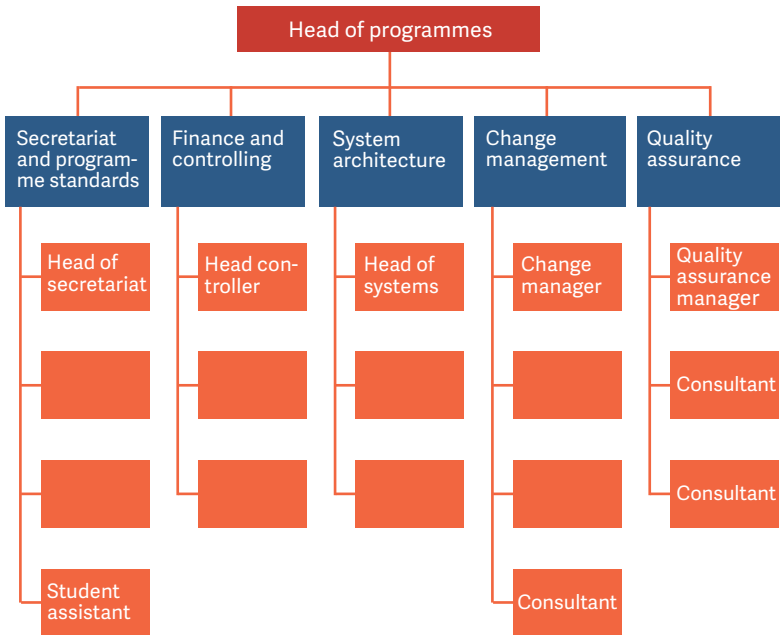 Head of programmes
Secretariat
and program-
me standards
Finance and
controlling
System
architecture
Change
management
Quality
assurance
Head of
secretariat
Head con-
troller
Head of
systems
Change
manager
Quality
assurance
manager
Consultant
Consultant
Student
assistant
Consultant